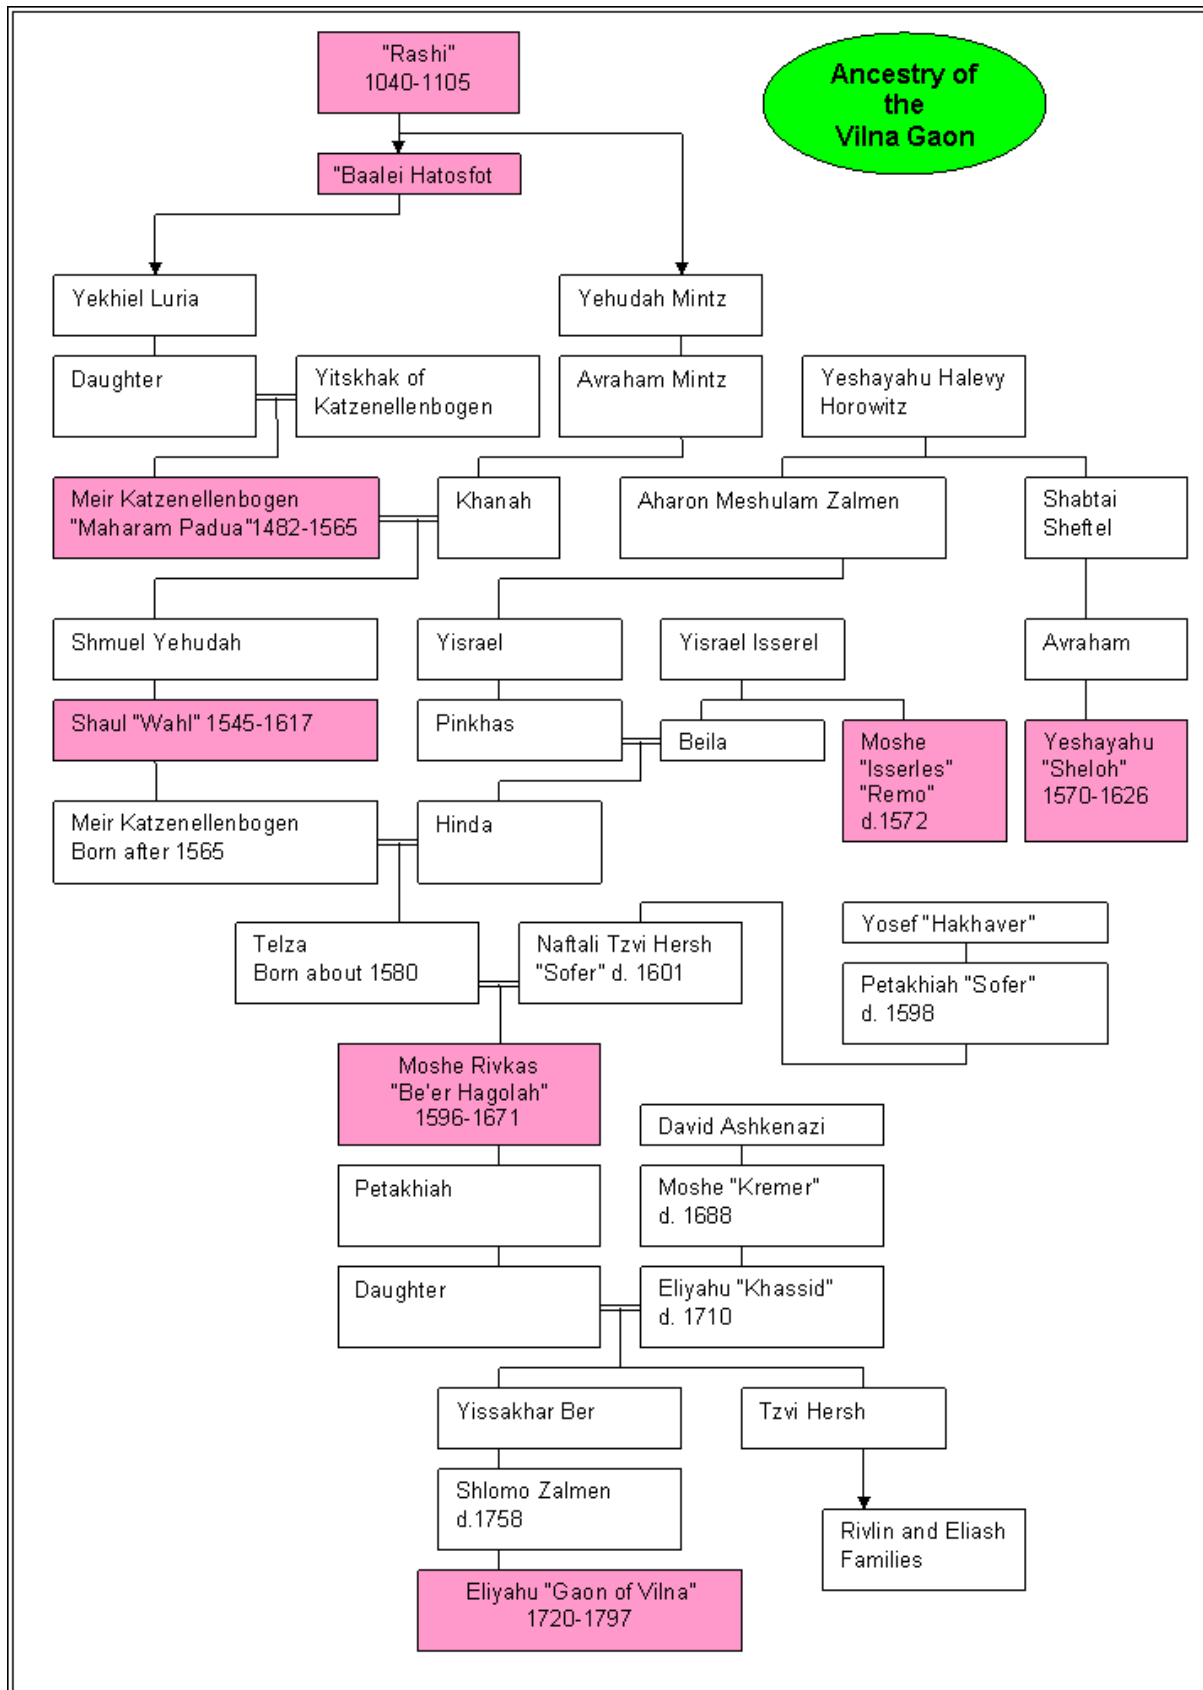 "Rashi"
1040-1105
Ancestry of
the
Vilna Gaon
"Baalei Hatosfot
Yekhiel Luria
Yehudah Mintz
Daughter
Yitskhak of
Katzenellenbogen
Avraham Mintz
Yeshayahu Halevy
Horowitz
Meir Katzenellenbogen
"Maharam Padua"1482-1565
Khanah
Aharon Meshulam Zalmen
Shabtai
Sheftel
Shmuel Yehudah
Yisrael
Yisrael Isserel
Avraham
Shaul "Wahl" 1545-1617
Pinkhas
Beila
Moshe
"Isserles"
"Remo"
d.1572
Yeshayahu
"Sheloh"
1570-1626
Meir Katzenellenbogen
Born after 1565
Hinda
Telza
Born about 1580
Naftali Tzvi Hersh
"Sofer" d. 1601
Yosef "Hakhaver"
Petakhiah "Sofer"
d. 1598
Moshe Rivkas
"Be'er Hagolah"
1596-1671
David Ashkenazi
Petakhiah
Moshe "Kremer"
d. 1688
Daughter
Eliyahu "Khassid"
d. 1710
Yissakhar Ber
Tzvi Hersh
Shlomo Zalmen
d.1758
Rivlin and Eliash
Families
Eliyahu "Gaon of Vilna"
1720-1797